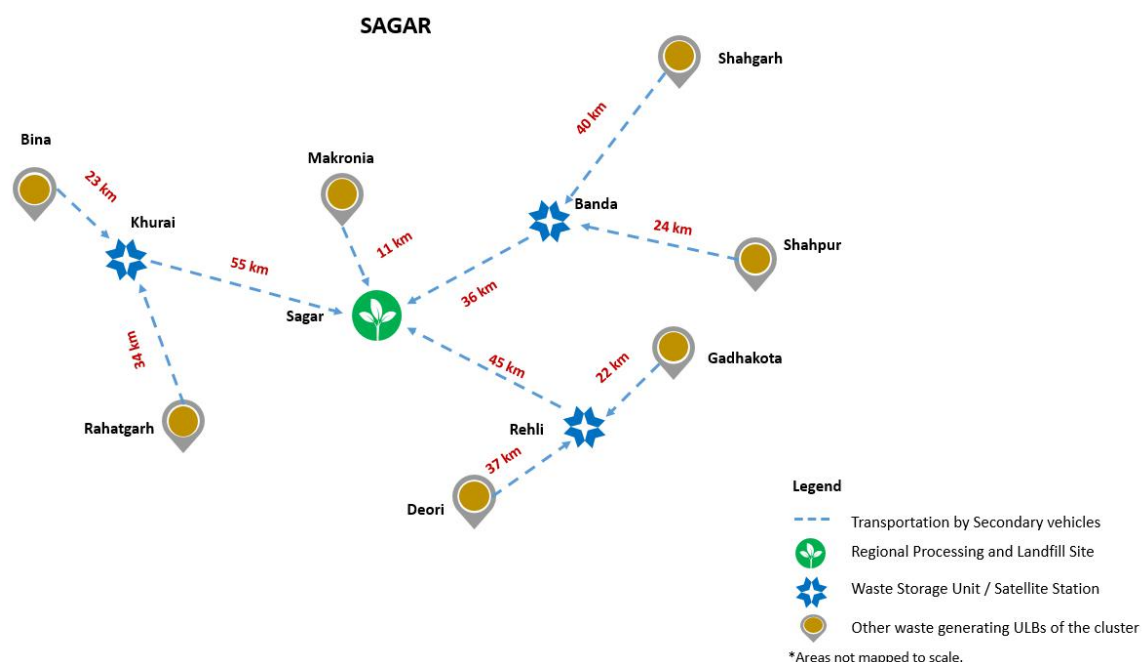 SAGAR
Shahgarh
40 km
Bina
23 km
Makronia
Khurai
Banda
24 km
Shahpur
11 km
55 km
36 km
Sagar
34 km
45 km
22 km
Gadhakota
Rahatgarh
Rehli
37 km
Deori
Legend
Transportation by Secondary vehicles
Regional Processing and Landfill Site
Waste Storage Unit / Satellite Station
Other waste generating ULBs of the cluster
*Areas not mapped to scale.